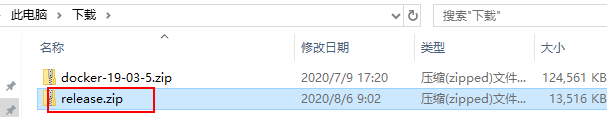 此电脑 > 下载 搜索"下载"
名称 修改日期 类型 大小
docker-19-03-5.zip 2020/7/9 17:20 压缩(zipped)文件... 124,561 KB
release.zip 2020/8/6 9:02 压缩(zipped)文件... 13,516 KB